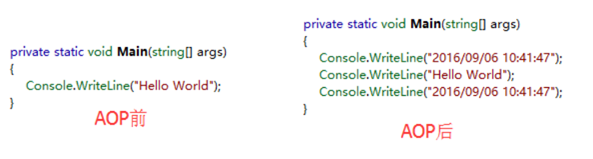 private static void Main(string[] args)
{
Console.WriteLine("Hello World");
}
AOP前
private static void Main(string[] args)
{
Console.WriteLine("2016/09/06 10:41:47");
Console.WriteLine("Hello World");
Console.WriteLine("2016/09/06 10:41:47");
}
AOP后